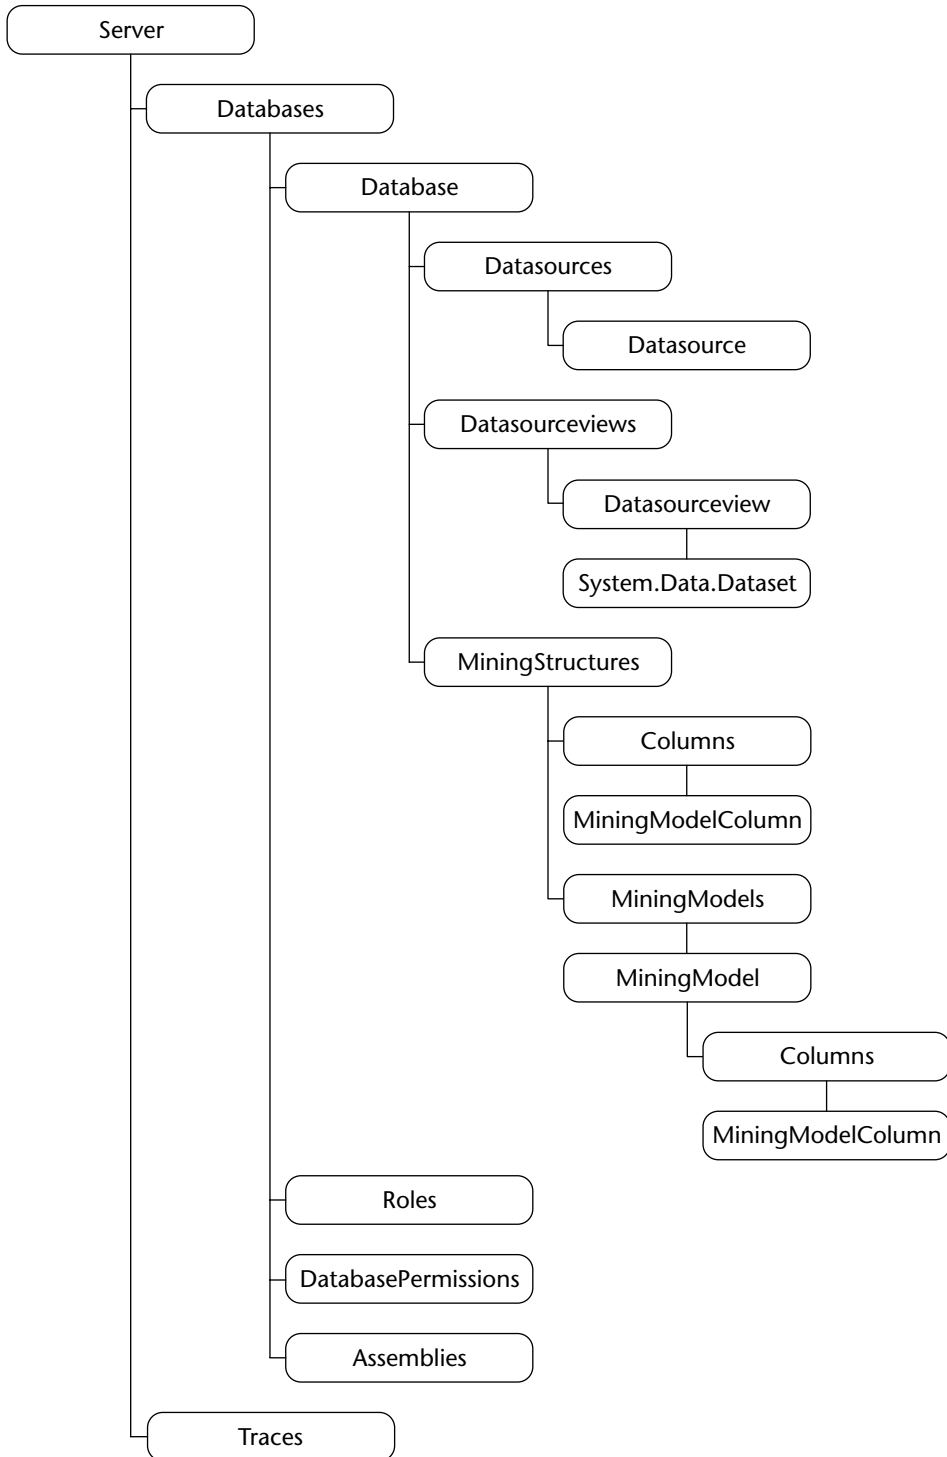 Server
Databases
Database
Datasources
Datasource
Datasourceviews
Datasourceview
System.Data.Dataset
MiningStructures
Columns
MiningModelColumn
MiningModels
MiningModel
Columns
MiningModelColumn
Roles
DatabasePermissions
Assemblies
Traces